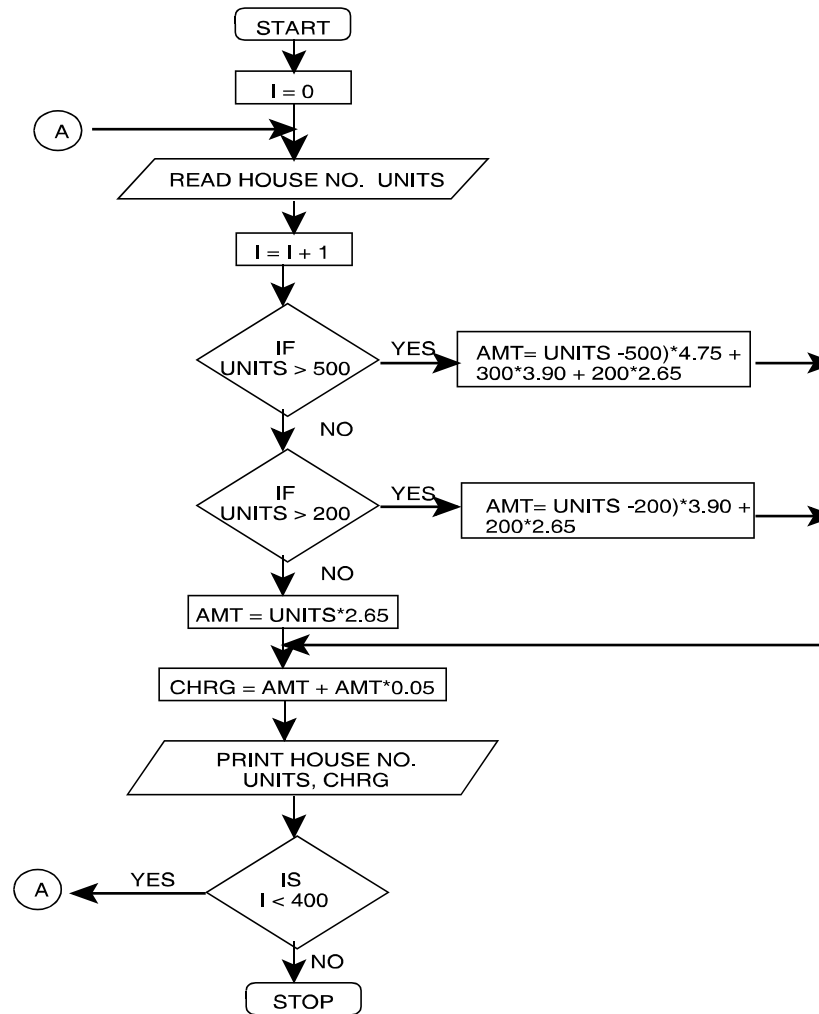 START
I = 0
A
READ HOUSE NO. UNITS
I = I + 1
IF
UNITS > 500
YES
AMT= UNITS -500)*4.75 +
300*3.90 + 200*2.65
NO
IF
UNITS > 200
YES
AMT= UNITS -200)*3.90 +
200*2.65
NO
AMT = UNITS*2.65
CHRG = AMT + AMT*0.05
PRINT HOUSE NO.
UNITS, CHRG
IS
I < 400
YES
A
NO
STOP